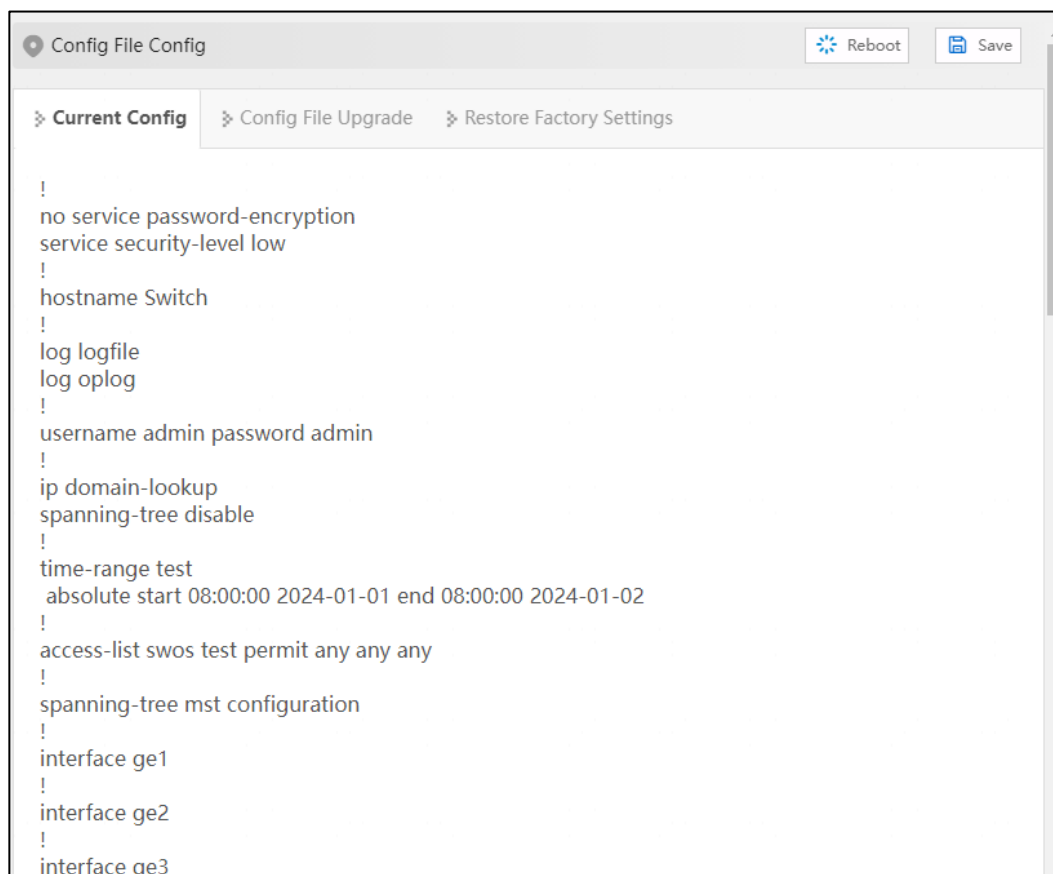 Config File Config
Reboot
Save
Current Config
Config File Upgrade
Restore Factory Settings
!
no service password-encryption
service security-level low
!
hostname Switch
!
log logfile
log oplog
!
username admin password admin
!
ip domain-lookup
spanning-tree disable
!
time-range test
absolute start 08:00:00 2024-01-01 end 08:00:00 2024-01-02
!
access-list swos test permit any any any
!
spanning-tree mst configuration
!
interface ge1
!
interface ge2
!
interface ge3